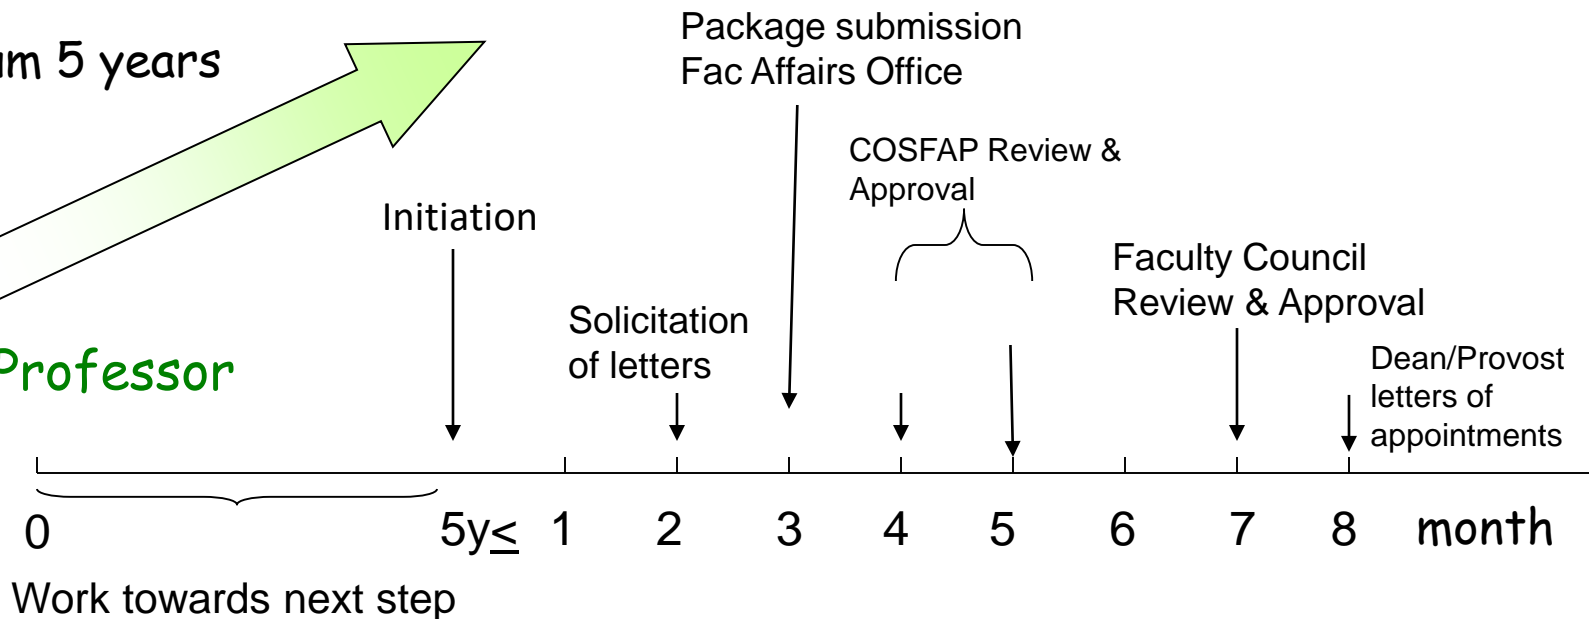 5 years
Package submission
Fac Affairs Office
COSFAP Review &
Approval
Initiation
Faculty Council
Review & Approval
Solicitation
of letters
Professor
Dean/Provost
letters of
appointments
0 5y≤ 1 2 3 4 5 6 7 8 month
Work towards next step